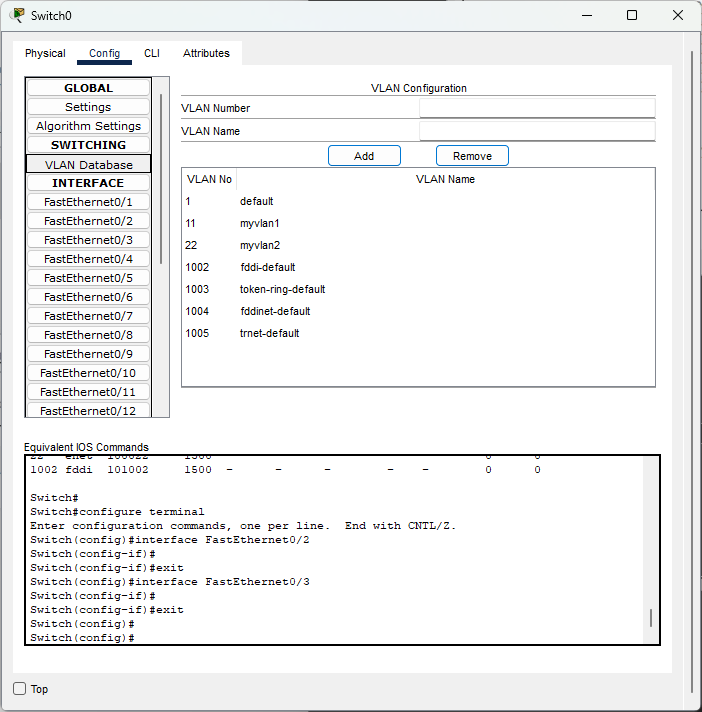 Switch0
Physical Config CLI Attributes
GLOBAL
Settings
Algorithm Settings
SWITCHING
VLAN Database
INTERFACE
FastEthernet0/1
FastEthernet0/2
FastEthernet0/3
FastEthernet0/4
FastEthernet0/5
FastEthernet0/6
FastEthernet0/7
FastEthernet0/8
FastEthernet0/9
FastEthernet0/10
FastEthernet0/11
FastEthernet0/12
VLAN Configuration
VLAN Number
VLAN Name
Add Remove
VLAN No VLAN Name
1 default
11 myvlan1
22 myvlan2
1002 fddi-default
1003 token-ring-default
1004 fddinet-default
1005 trnet-default
Equivalent IOS Commands
22 enet 100022 1500 - - - - - 0 0
1002 fddi 101002 1500 - - - - - 0 0
Switch#
Switch#configure terminal
Enter configuration commands, one per line. End with CNTL/Z.
Switch(config)#interface FastEthernet0/2
Switch(config-if)#
Switch(config-if)#exit
Switch(config)#interface FastEthernet0/3
Switch(config-if)#
Switch(config-if)#exit
Switch(config)#
Switch(config)#
Top